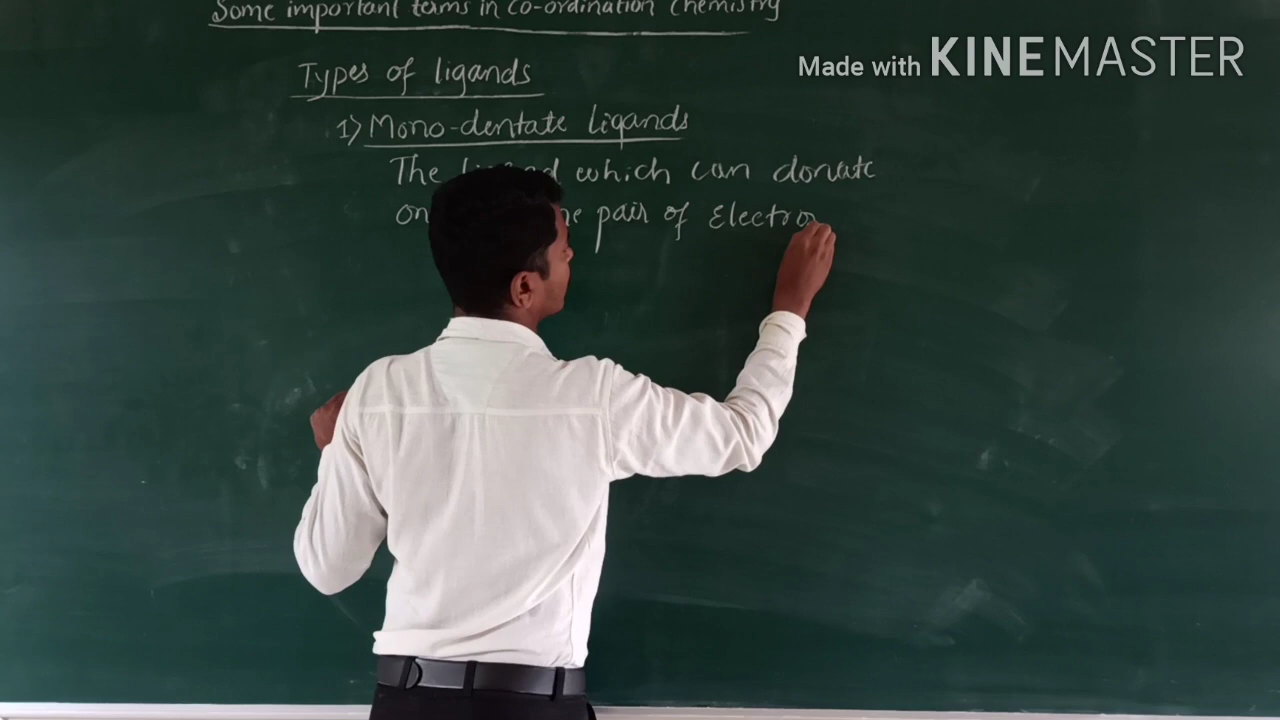 Some important terms in co-ordination chemistry
Made with KINEMASTER
Types of ligands
1) Mono-dentate Ligands
The which can donate
pair of Electro